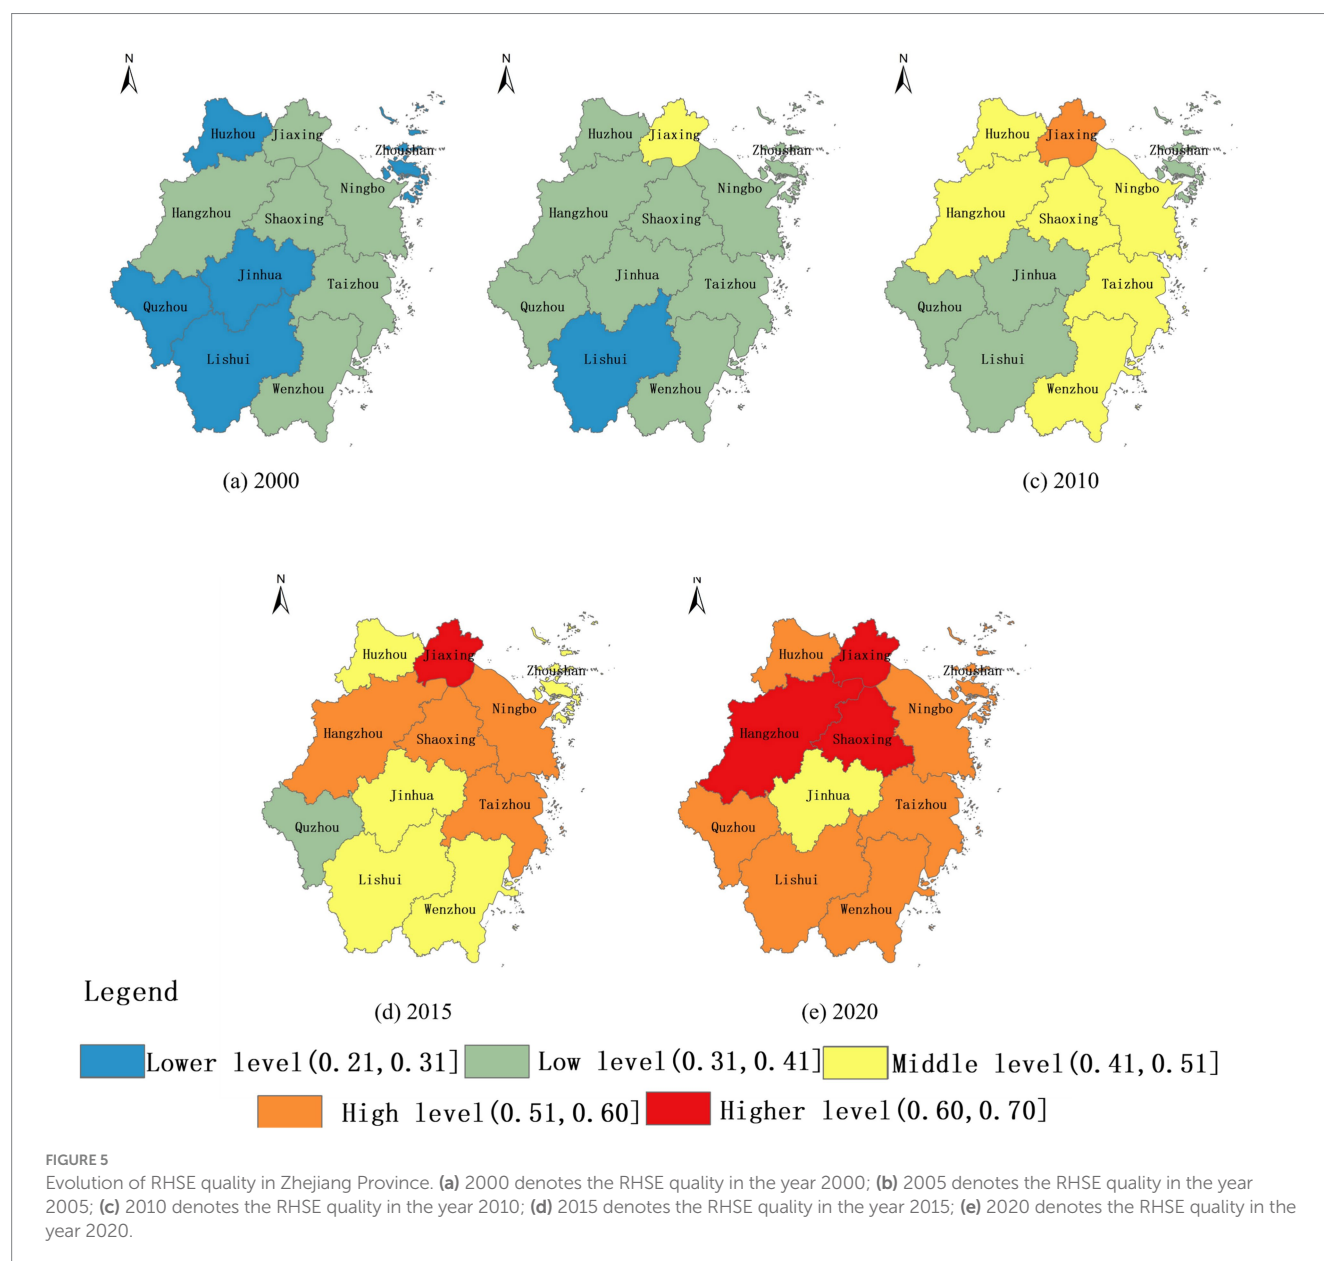 N
Huzhou
Jiaxing
Zhoushan
Ningbo
Hangzhou
Shaoxing
Jinhua
Taizhou
Quzhou
Lishui
Wenzhou
(a) 2000
N
Huzhou
Jiaxing
Zhoushan
Ningbo
Hangzhou
Shaoxing
Jinhua
Taizhou
Quzhou
Lishui
Wenzhou
N
Huzhou
Jiaxing
Zhoushan
Ningbo
Hangzhou
Shaoxing
Jinhua
Taizhou
Quzhou
Lishui
Wenzhou
(c) 2010
N
Huzhou
Jiaxing
Zhoushan
Ningbo
Hangzhou
Shaoxing
Jinhua
Taizhou
Quzhou
Lishui
Wenzhou
(d) 2015
N
Huzhou
Jiaxing
Zhoushan
Ningbo
Hangzhou
Shaoxing
Jinhua
Taizhou
Quzhou
Lishui
Wenzhou
(e) 2020
Legend
Lower level(0.21,0.31]
Low level(0.31,0.41]
Middle level(0.41,0.51]
High level(0.51,0.60]
Higher level(0.60,0.70]
FIGURE 5
Evolution of RHSE quality in Zhejiang Province. (a) 2000 denotes the RHSE quality in the year 2000; (b) 2005 denotes the RHSE quality in the year
2005; (c) 2010 denotes the RHSE quality in the year 2010; (d) 2015 denotes the RHSE quality in the year 2015; (e) 2020 denotes the RHSE quality in the
year 2020.